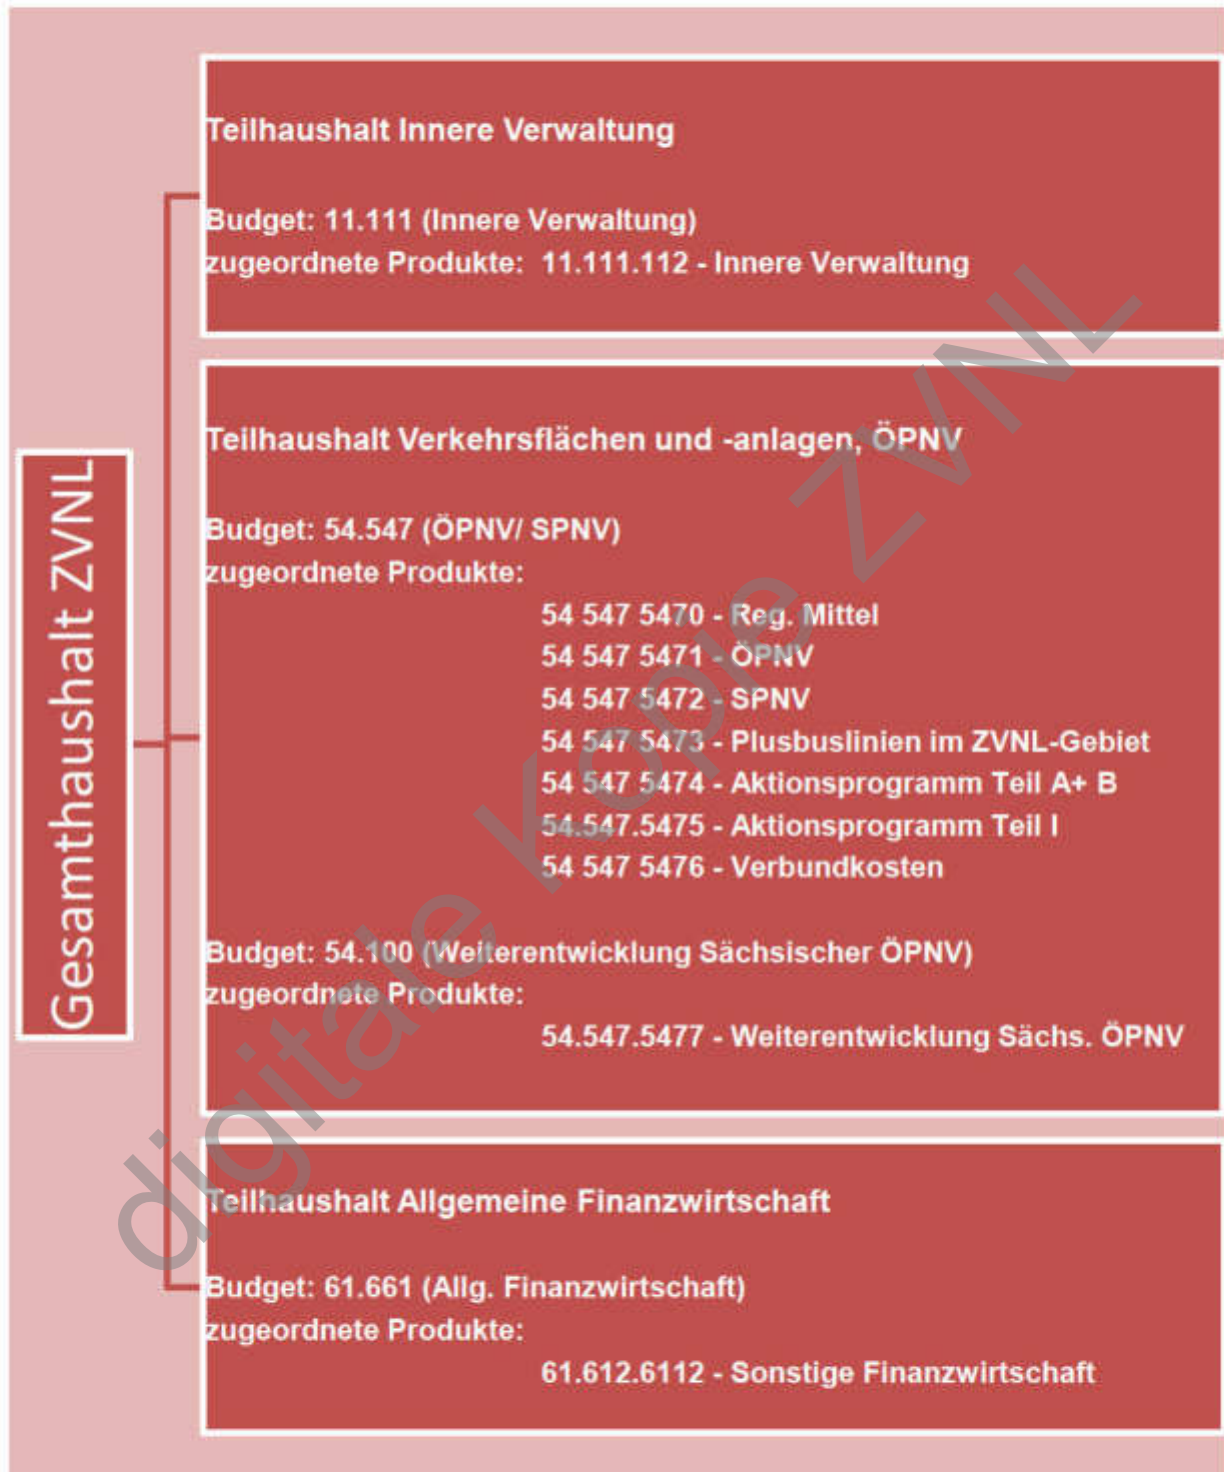 Gesamthaushalt ZVNL
Teilhaushalt Innere Verwaltung
Budget: 11.111 (Innere Verwaltung)
zugeordnete Produkte: 11.111.112 - Innere Verwaltung
Teilhaushalt Verkehrsflächen und -anlagen, ÖPNV
Budget: 54.547 (ÖPNV/ SPNV)
zugeordnete Produkte:
54 547 5470 - Reg. Mittel
54 547 5471 - ÖPNV
54 547 5472 - SPNV
54 547 5473 - Plusbuslinien im ZVNL-Gebiet
54 547 5474 - Aktionsprogramm Teil A+ B
54.547.5475 - Aktionsprogramm Teil I
54 547 5476 - Verbundkosten
Budget: 54.100 (Weiterentwicklung Sächsischer ÖPNV)
zugeordnete Produkte:
54.547.5477 - Weiterentwicklung Sächs. ÖPNV
Teilhaushalt Allgemeine Finanzwirtschaft
Budget: 61.661 (Allg. Finanzwirtschaft)
zugeordnete Produkte:
61.612.6112 - Sonstige Finanzwirtschaft
digitale Kopie ZVNL